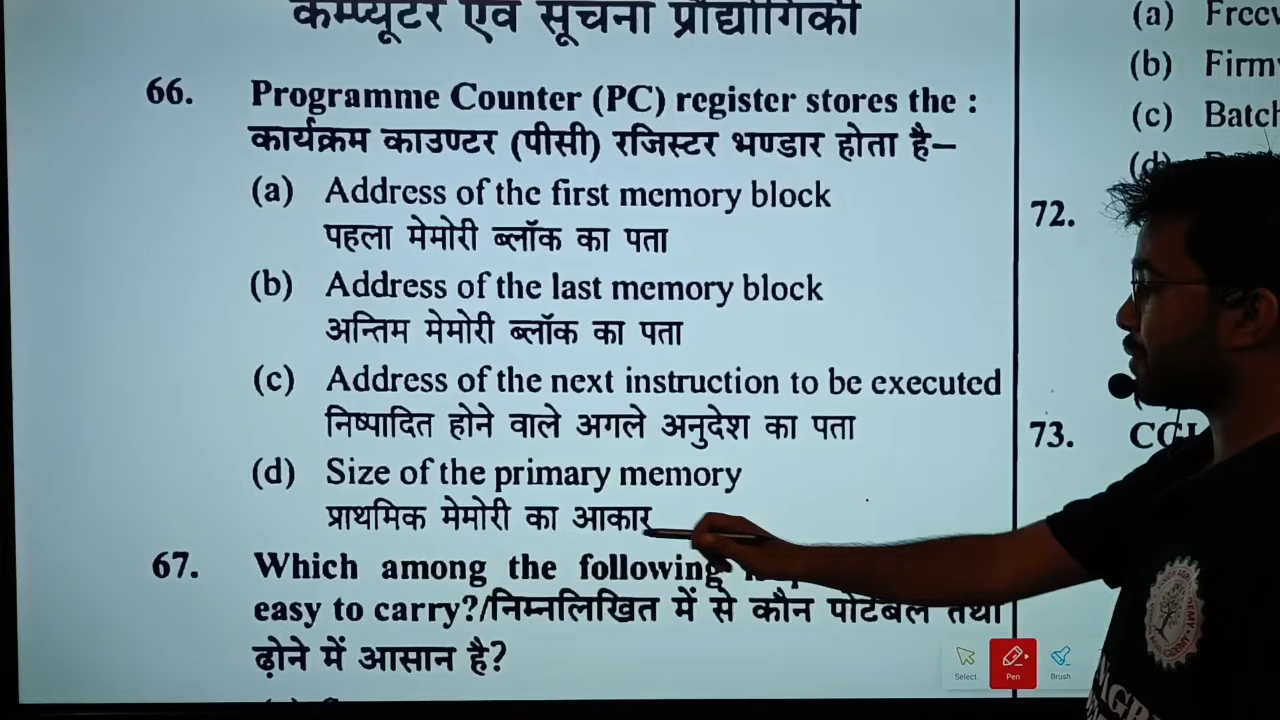 कम्प्यूटर एवं सूचना प्रौद्योगिकी
66. Programme Counter (PC) register stores the :
कार्यक्रम काउण्टर (पीसी) रजिस्टर भण्डार होता है–
(a) Address of the first memory block
पहला मेमोरी ब्लॉक का पता
(b) Address of the last memory block
अन्तिम मेमोरी ब्लॉक का पता
(c) Address of the next instruction to be executed
निष्पादित होने वाले अगले अनुदेश का पता
(d) Size of the primary memory
प्राथमिक मेमोरी का आकार
67. Which among the following
easy to carry?/निम्नलिखित में से कौन पोर्टेबल तथा
ढ़ोने में आसान है?
(a)
(b)
(c)
(d)
72.
73.
Select
Pen
Brush